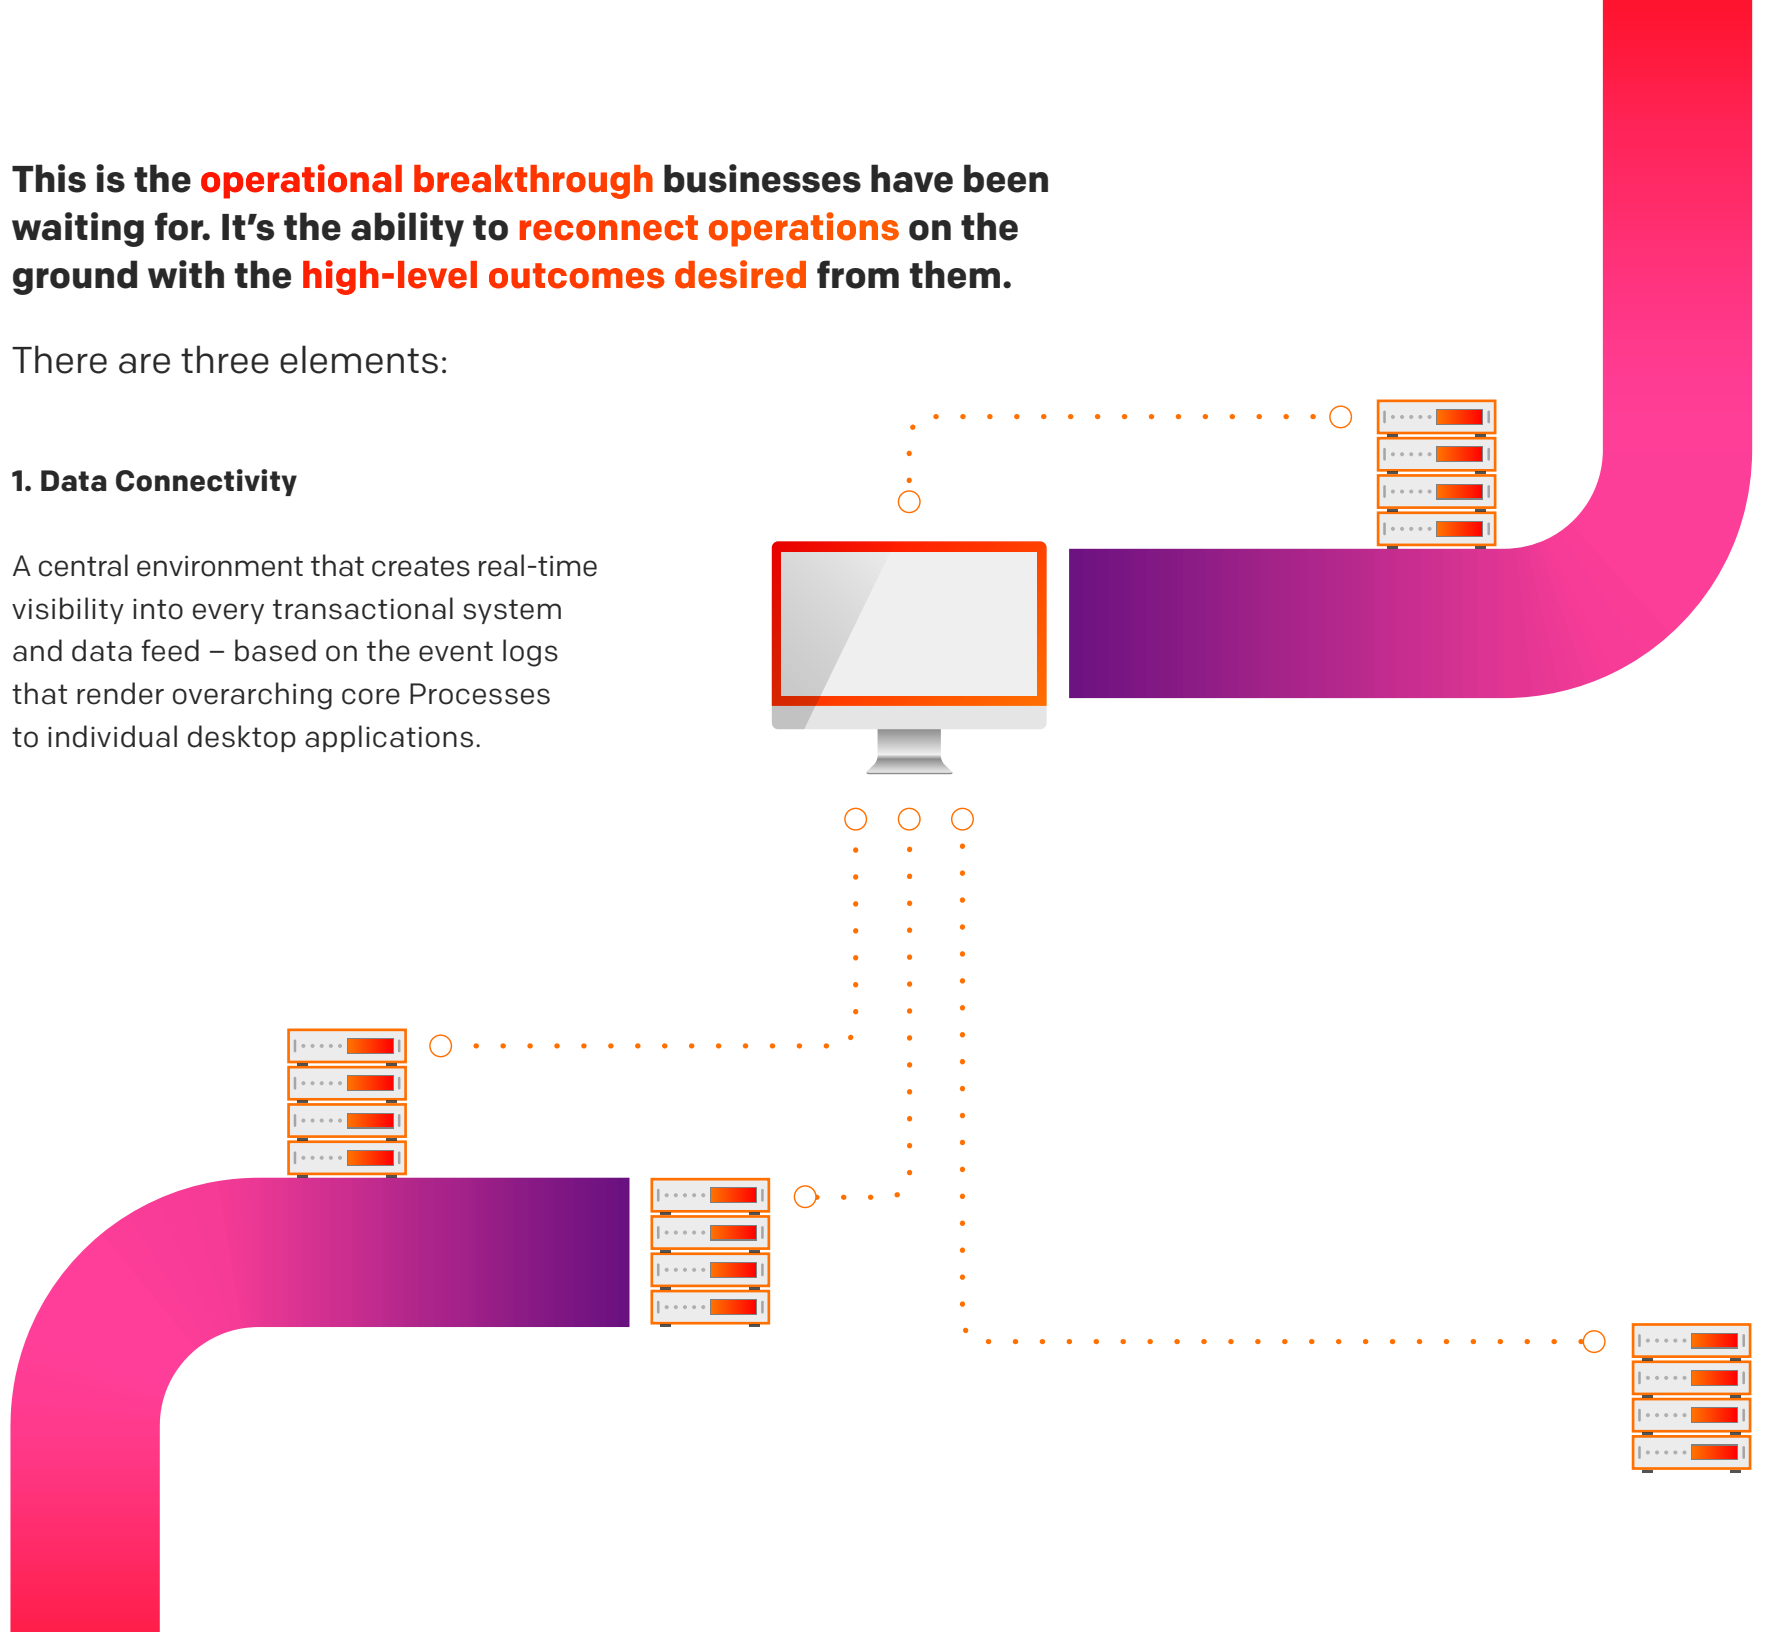 This is the operational breakthrough businesses have been
waiting for. It’s the ability to reconnect operations on the
ground with the high-level outcomes desired from them.
There are three elements:
1. Data Connectivity
A central environment that creates real-time
visibility into every transactional system
and data feed – based on the event logs
that render overarching core Processes
to individual desktop applications.